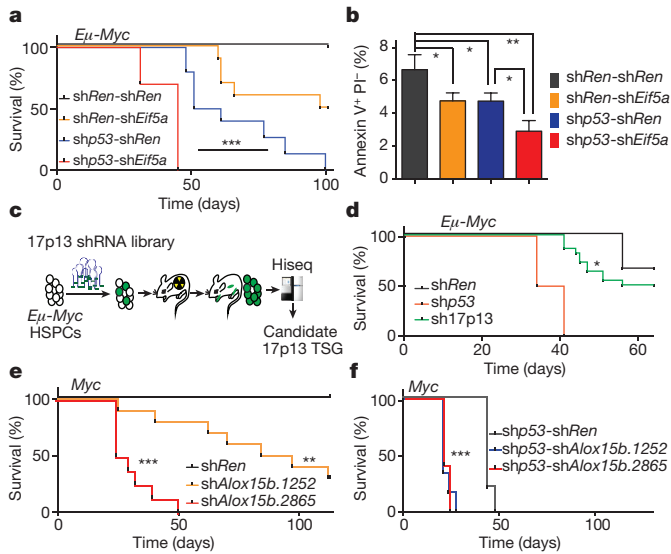 a
Eμ-Myc
100
50
0
Survival (%)
shRen-shRen
shRen-shEif5a
shp53-shRen
shp53-shEif5a
***
0
50
100
Time (days)
b
8
6
4
2
0
Annexin V⁺ PI⁻ (%)
*
*
**
*
shRen-shRen
shRen-shEif5a
shp53-shRen
shp53-shEif5a
c
17p13 shRNA library
Eμ-Myc
HSPCs
Hiseq
Candidate
17p13 TSG
d
Eμ-Myc
100
50
0
Survival (%)
*
shRen
shp53
sh17p13
0
20
40
60
Time (days)
e
Myc
100
50
0
Survival (%)
***
**
shRen
shAlox15b.1252
shAlox15b.2865
0
50
100
Time (days)
f
Myc
100
50
0
Survival (%)
***
shp53-shRen
shp53-shAlox15b.1252
shp53-shAlox15b.2865
0
50
100
Time (days)